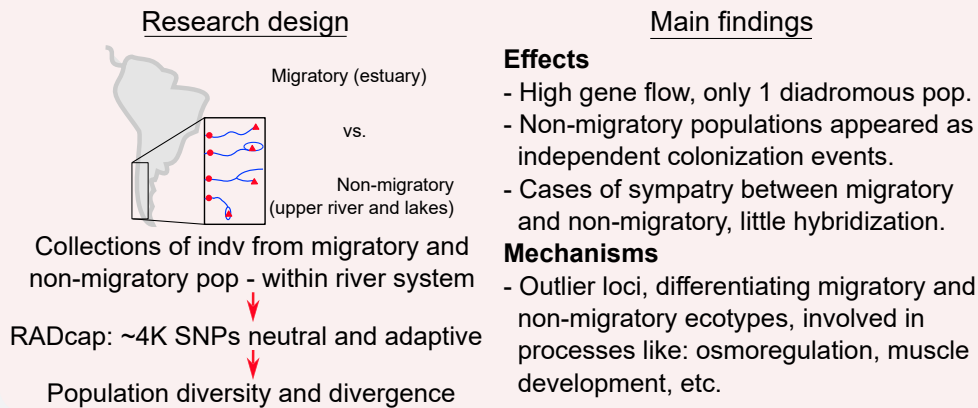 Research design
Migratory (estuary)
vs.
Non-migratory
(upper river and lakes)
Collections of indv from migratory and
non-migratory pop - within river system
RADcap: ~4K SNPs neutral and adaptive
Population diversity and divergence
Main findings
Effects
- High gene flow, only 1 diadromous pop.
- Non-migratory populations appeared as
independent colonization events.
- Cases of sympatry between migratory
and non-migratory, little hybridization.
Mechanisms
- Outlier loci, differentiating migratory and
non-migratory ecotypes, involved in
processes like: osmoregulation, muscle
development, etc.